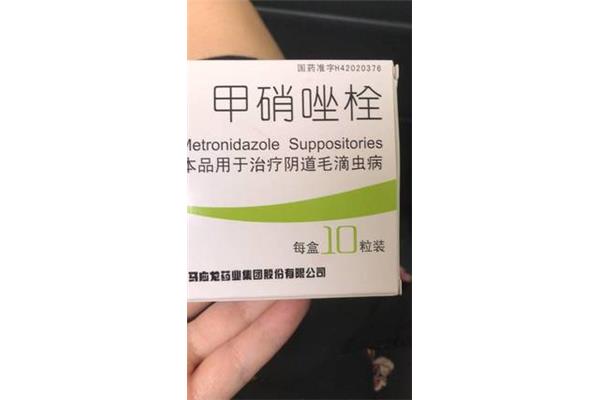 国药准字H42020376
甲硝唑栓
Metronidazole Suppositories
本品用于治疗阴道毛滴虫病
每盒10粒装
马应龙药业集团股份有限公司